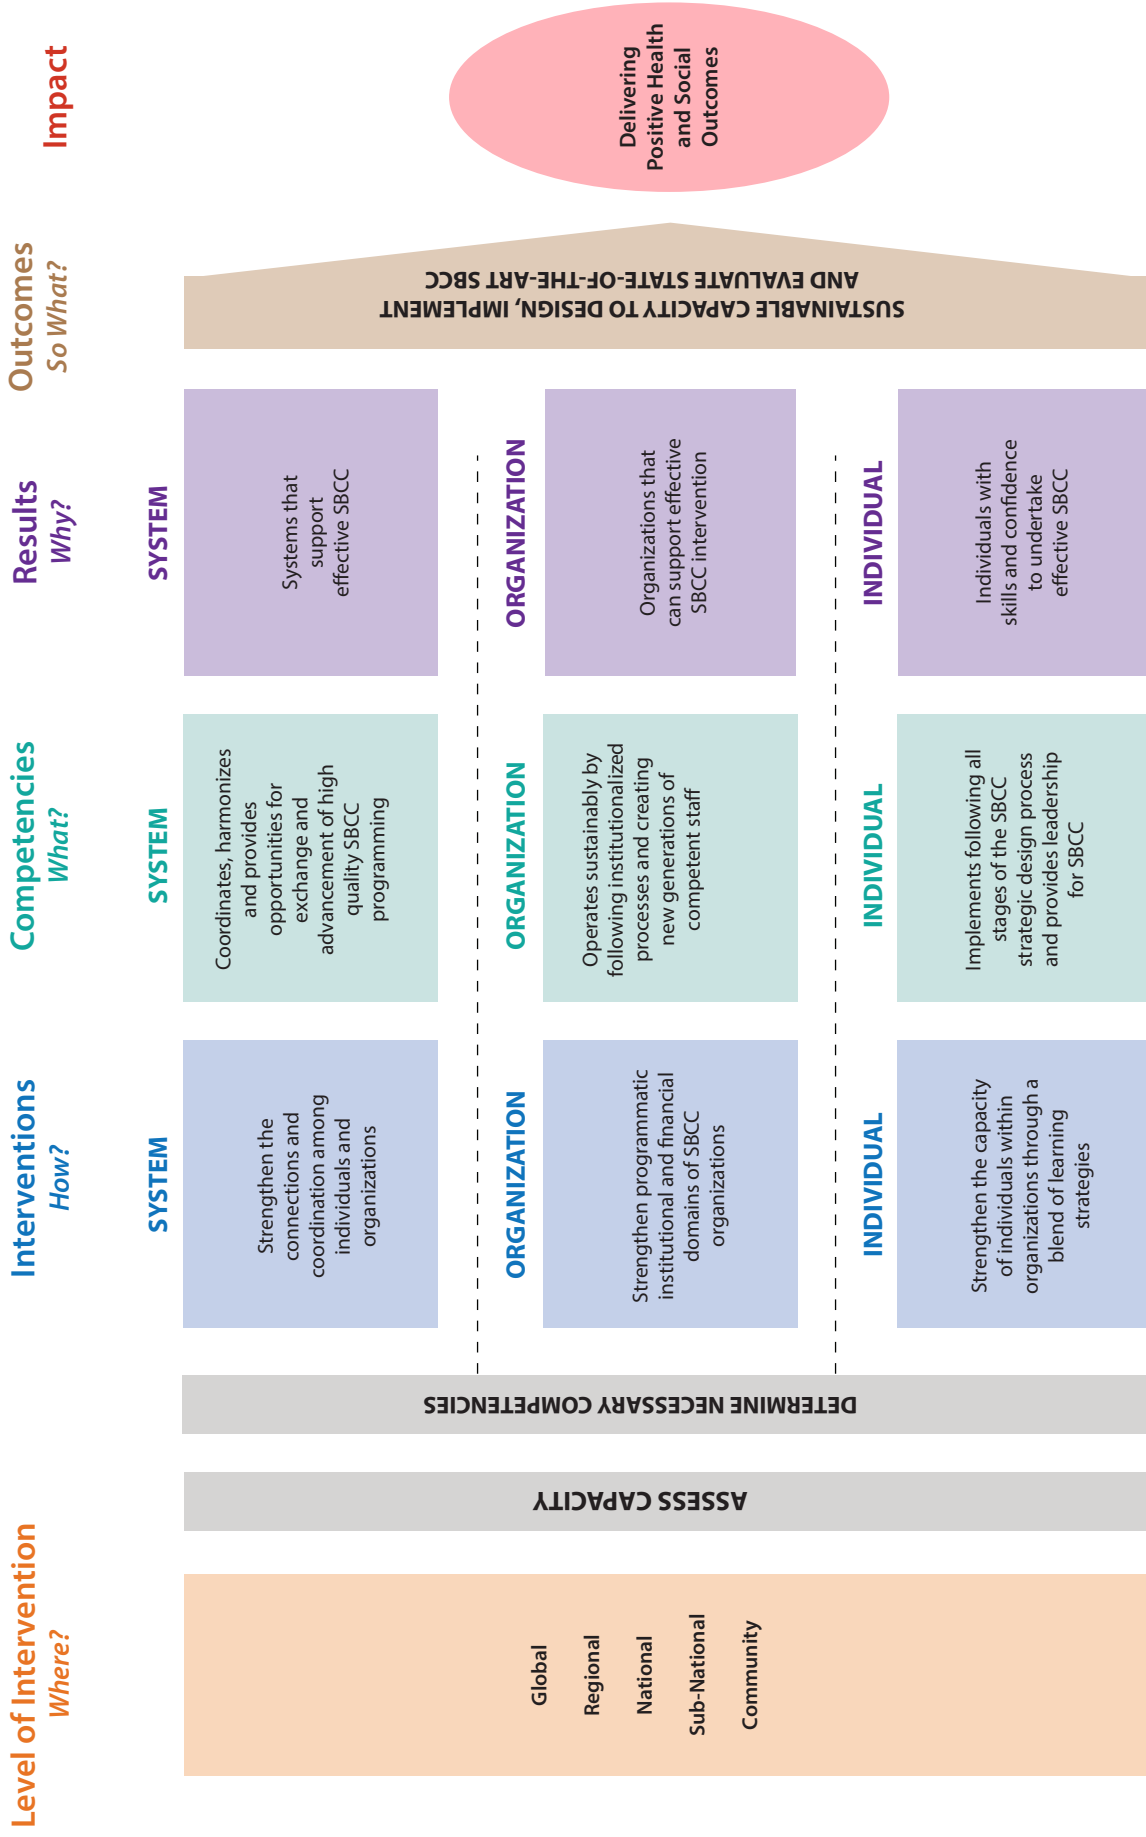 Level of Intervention
Where?
Global
Regional
National
Sub-National
Community
ASSESS CAPACITY
DETERMINE NECESSARY COMPETENCIES
Interventions
How?
SYSTEM
Strengthen the
connections and
coordination among
individuals and
organizations
ORGANIZATION
Strengthen programmatic
institutional and financial
domains of SBCC
organizations
INDIVIDUAL
Strengthen the capacity
of individuals within
organizations through a
blend of learning
strategies
Competencies
What?
SYSTEM
Coordinates, harmonizes
and provides
opportunities for
exchange and
advancement of high
quality SBCC
programming
ORGANIZATION
Operates sustainably by
following institutionalized
processes and creating
new generations of
competent staff
INDIVIDUAL
Implements following all
stages of the SBCC
strategic design process
and provides leadership
for SBCC
Results
Why?
SYSTEM
Systems that
support
effective SBCC
ORGANIZATION
Organizations that
can support effective
SBCC intervention
INDIVIDUAL
Individuals with
skills and confidence
to undertake
effective SBCC
Outcomes
So What?
SUSTAINABLE CAPACITY TO DESIGN, IMPLEMENT
AND EVALUATE STATE-OF-THE-ART SBCC
Impact
Delivering
Positive Health
and Social
Outcomes